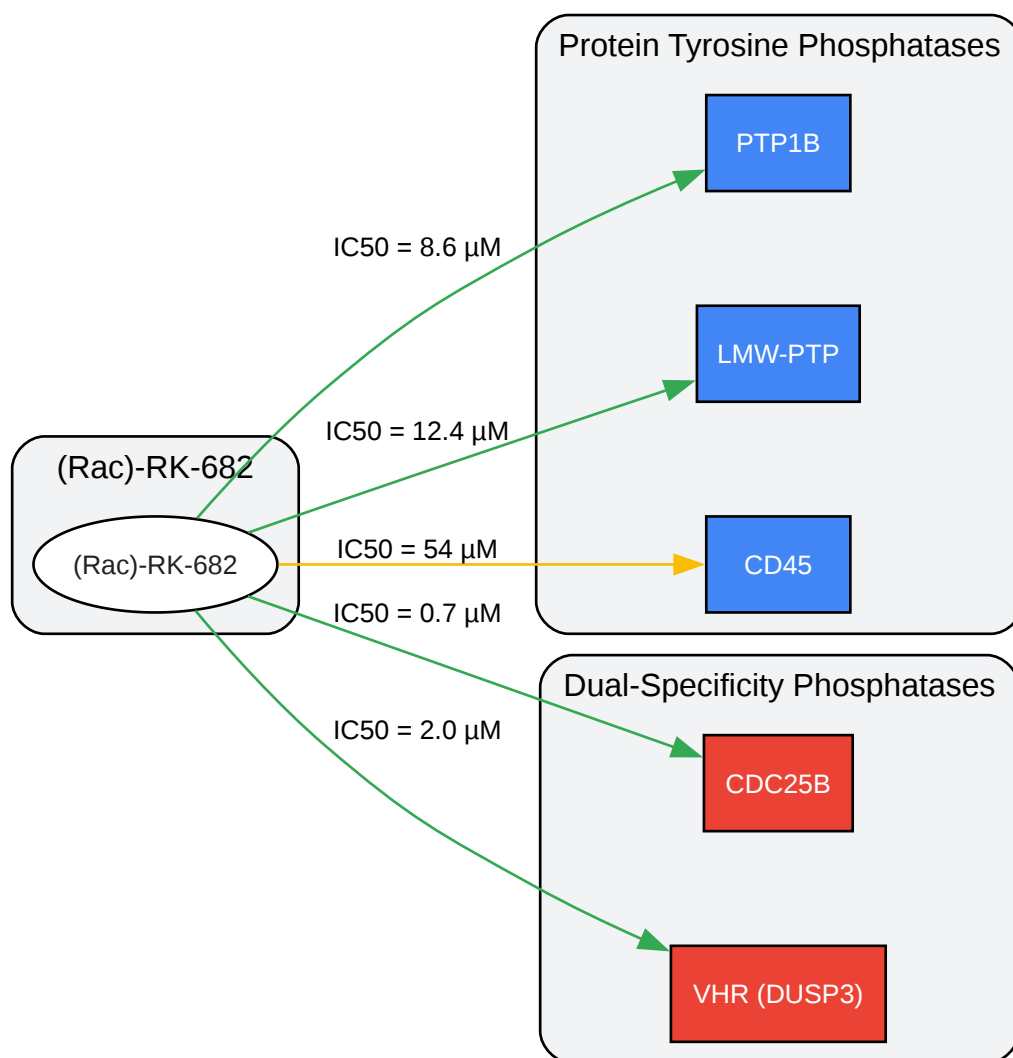 Protein Tyrosine Phosphatases
PTP1B
IC50 = 8.6 µM
LMW-PTP
IC50 = 12.4 µM
(Rac)-RK-682
(Rac)-RK-682
IC50 = 54 µM
CD45
IC50 = 0.7 µM
Dual-Specificity Phosphatases
IC50 = 2.0 µM
CDC25B
VHR (DUSP3)